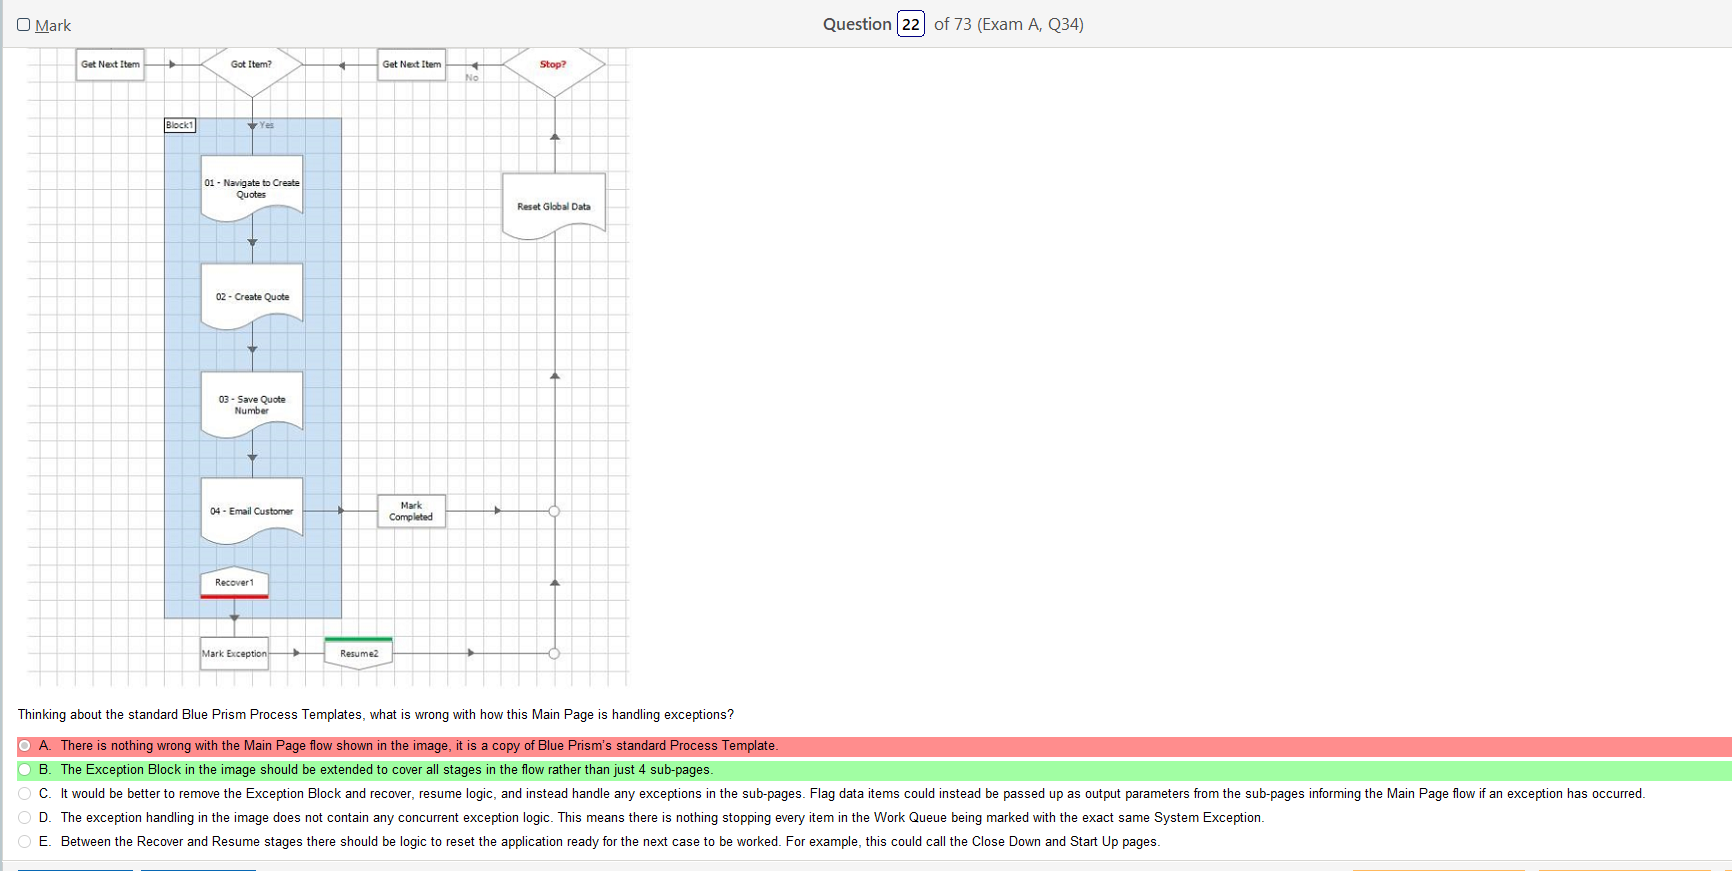 Mark
Question 22 of 73 (Exam A, Q34)
Get Next Item
Got Item?
Get Next Item
No
Stop?
Block1
Yes
01 - Navigate to Create
Quotes
Reset Global Data
02 - Create Quote
03 - Save Quote
Number
04 - Email Customer
Mark
Completed
Recover1
Mark Exception
Resume2
Thinking about the standard Blue Prism Process Templates, what is wrong with how this Main Page is handling exceptions?
A. There is nothing wrong with the Main Page flow shown in the image, it is a copy of Blue Prism's standard Process Template.
B. The Exception Block in the image should be extended to cover all stages in the flow rather than just 4 sub-pages.
C. It would be better to remove the Exception Block and recover, resume logic, and instead handle any exceptions in the sub-pages. Flag data items could instead be passed up as output parameters from the sub-pages informing the Main Page flow if an exception has occurred.
D. The exception handling in the image does not contain any concurrent exception logic. This means there is nothing stopping every item in the Work Queue being marked with the exact same System Exception.
E. Between the Recover and Resume stages there should be logic to reset the application ready for the next case to be worked. For example, this could call the Close Down and Start Up pages.